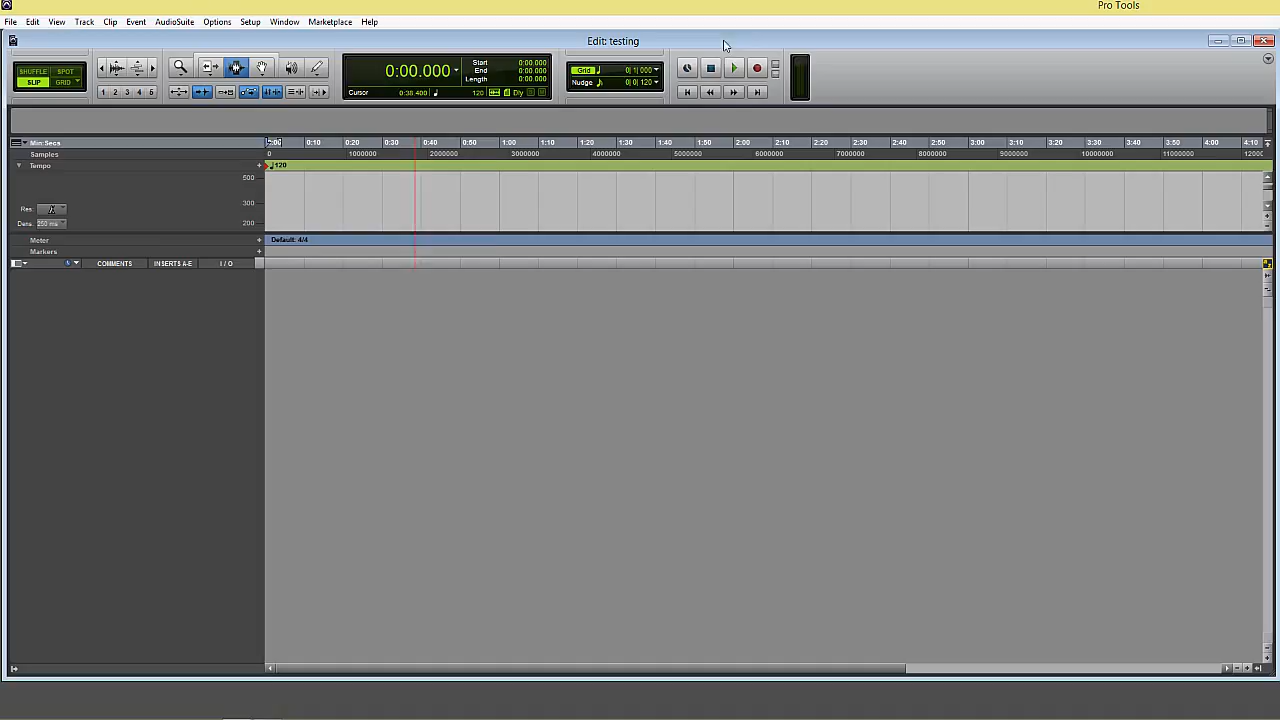 Pro Tools
File Edit View Track Clip Event AudioSuite Options Setup Window Marketplace Help
Edit: testing
SHUFFLE SPOT
SLIP GRID
1 2 3 4 5
0:00.000
Start 0:00.000
End 0:00.000
Length 0:00.000
Cursor 0:38.400 120 Dly
Grid 0| 1| 000
Nudge 0| 0| 120
Min:Secs 0:00 0:10 0:20 0:30 0:40 0:50 1:00 1:10 1:20 1:30 1:40 1:50 2:00 2:10 2:20 2:30 2:40 2:50 3:00 3:10 3:20 3:30 3:40 3:50 4:00 4:10
Samples 0 1000000 2000000 3000000 4000000 5000000 6000000 7000000 8000000 9000000 10000000 11000000 12000
Tempo 120
500
300
200
Res:
Dens: 250 ms
Meter Default: 4/4
Markers
COMMENTS INSERTS A-E I / O